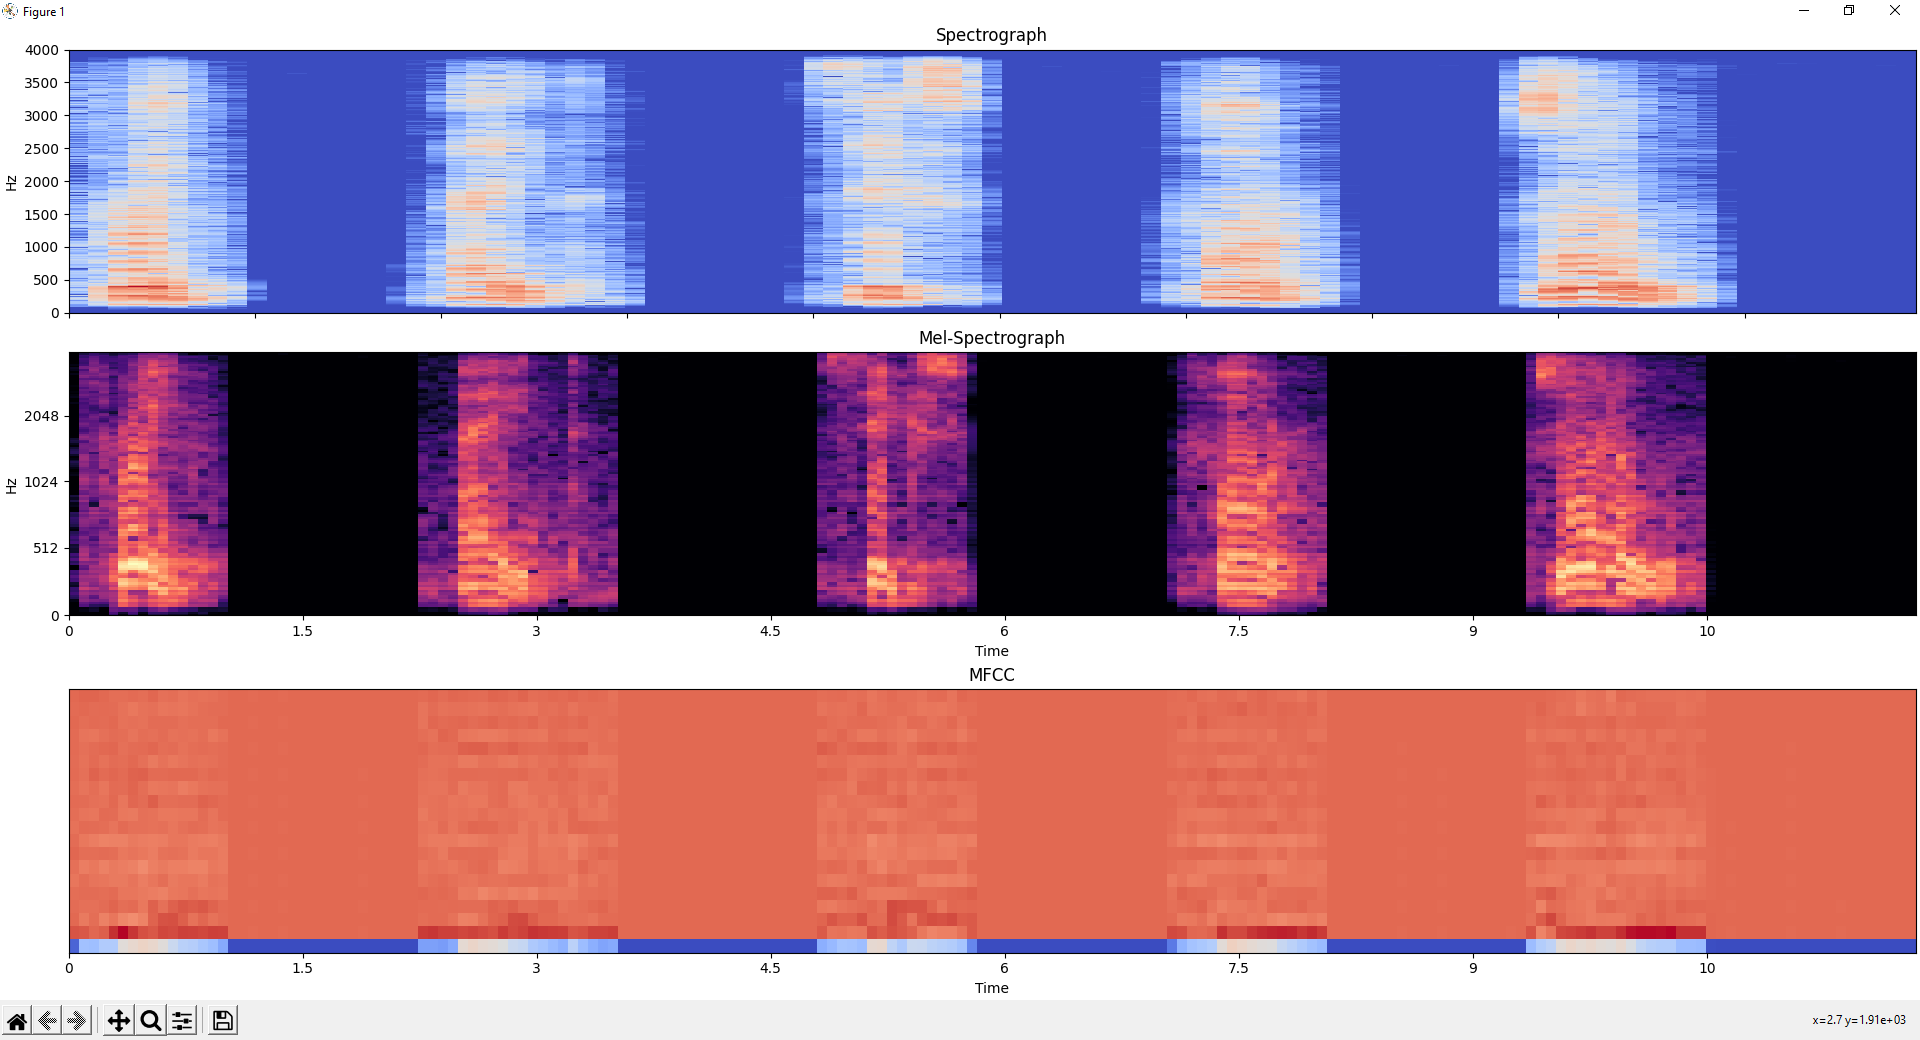 Figure 1
Spectrograph
4000
3500
3000
2500
2000
1500
1000
500
0
Hz
Mel-Spectrograph
2048
1024
512
0
Hz
0 1.5 3 4.5 6 7.5 9 10
Time
MFCC
0 1.5 3 4.5 6 7.5 9 10
Time
x=2.7 y=1.91e+03